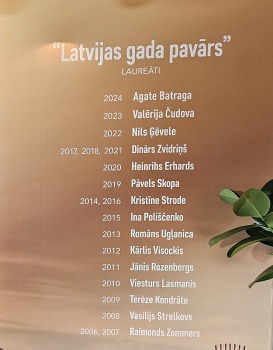 "Latvijas gada pavārs"
LAUREĀTI
2024 Agate Batraga
2023 Valērija Čudova
2022 Nils Ģēvele
2017, 2018, 2021 Dinārs Zvidriņš
2020 Heinrihs Erhards
2019 Pāvels Skopa
2014, 2016 Kristīne Strode
2015 Ina Poliščenko
2013 Romāns Uglanica
2012 Kārlis Visockis
2011 Jānis Rozenbergs
2010 Viesturs Lasmanis
2009 Terēze Kondrāte
2008 Vasilijs Strelkovs
2006, 2007 Raimonds Zommers